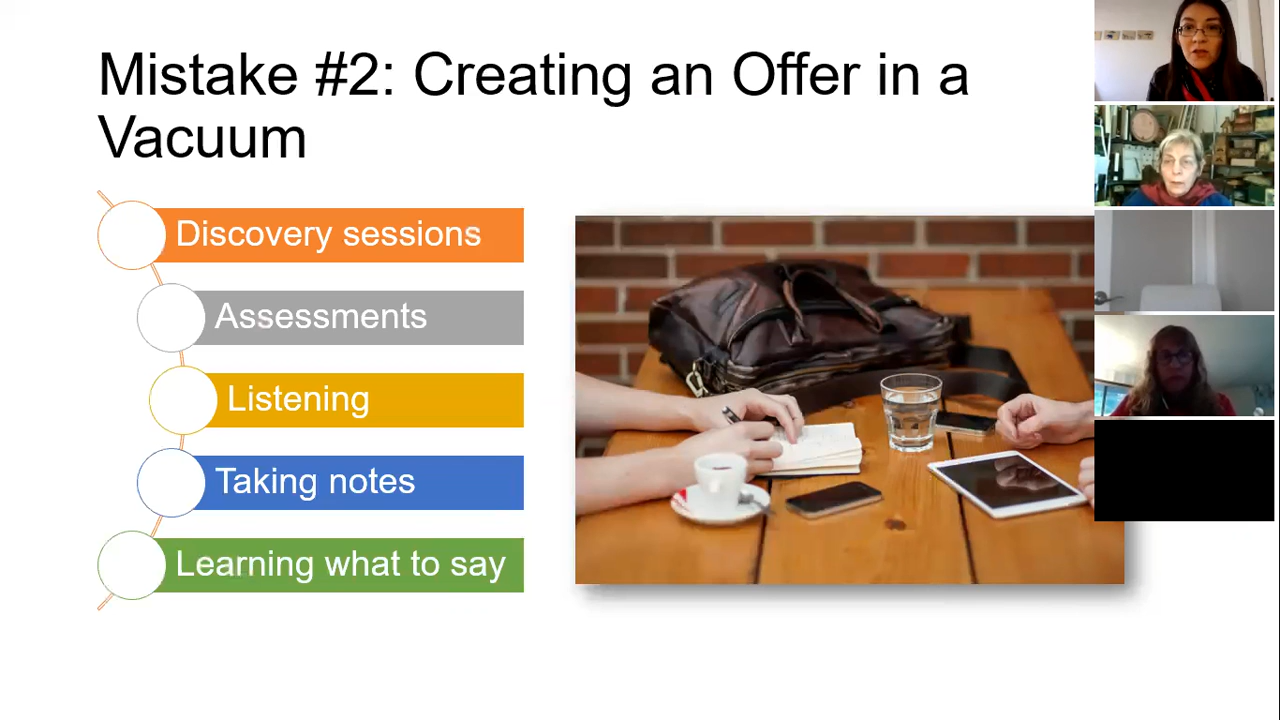 Mistake #2: Creating an Offer in a
Vacuum
Discovery sessions
Assessments
Listening
Taking notes
Learning what to say